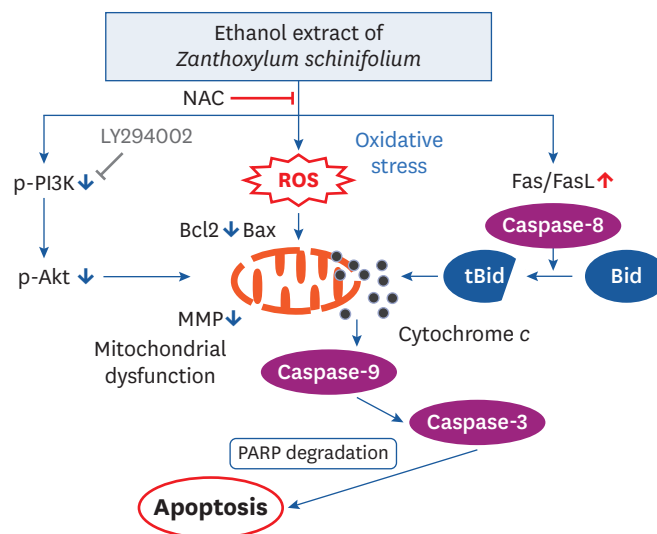 Ethanol extract of
Zanthoxylum schinifolium
NAC
LY294002
Oxidative
stress
p-PI3K
ROS
Fas/FasL
Caspase-8
Bcl2 Bax
p-Akt
tBid
Bid
MMP
Cytochrome c
Mitochondrial
dysfunction
Caspase-9
Caspase-3
PARP degradation
Apoptosis